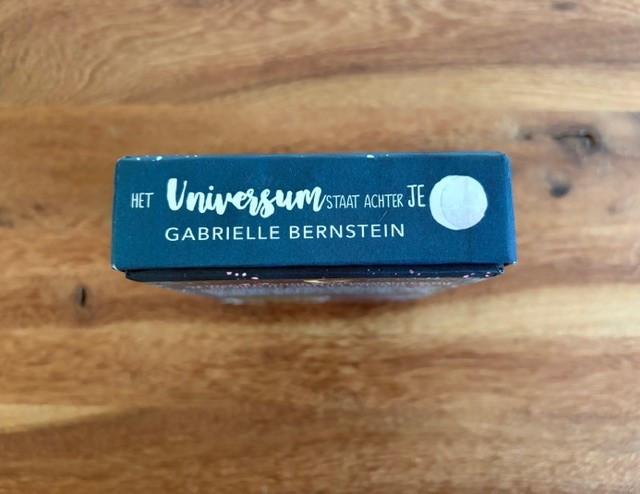 HET Universum STAAT ACHTER JE
GABRIELLE BERNSTEIN